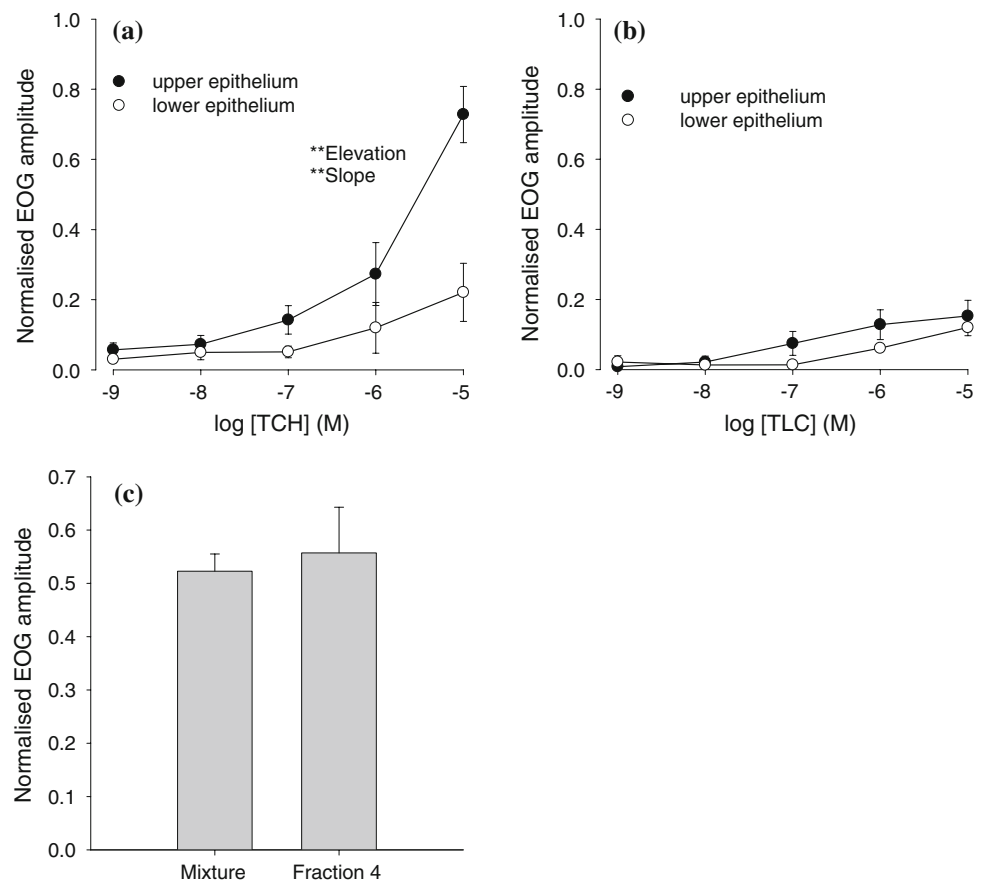 (a)
Normalised EOG amplitude
1.0
0.8
0.6
0.4
0.2
0.0
upper epithelium
lower epithelium
**Elevation
**Slope
-9 -8 -7 -6 -5
log [TCH] (M)
(b)
Normalised EOG amplitude
1.0
0.8
0.6
0.4
0.2
0.0
upper epithelium
lower epithelium
-9 -8 -7 -6 -5
log [TLC] (M)
(c)
Normalised EOG amplitude
0.7
0.6
0.5
0.4
0.3
0.2
0.1
0.0
Mixture Fraction 4